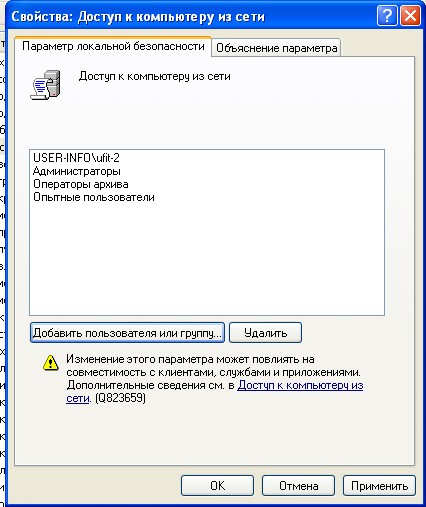 Свойства: Доступ к компьютеру из сети
Параметр локальной безопасности
Объяснение параметра
Доступ к компьютеру из сети
USER-INFO\ufit-2
Администраторы
Операторы архива
Опытные пользователи
Добавить пользователя или группу...
Удалить
Изменение этого параметра может повлиять на
совместимость с клиентами, службами и приложениями.
Дополнительные сведения см. в Доступ к компьютеру из
сети. (Q823659)
OK
Отмена
Применить